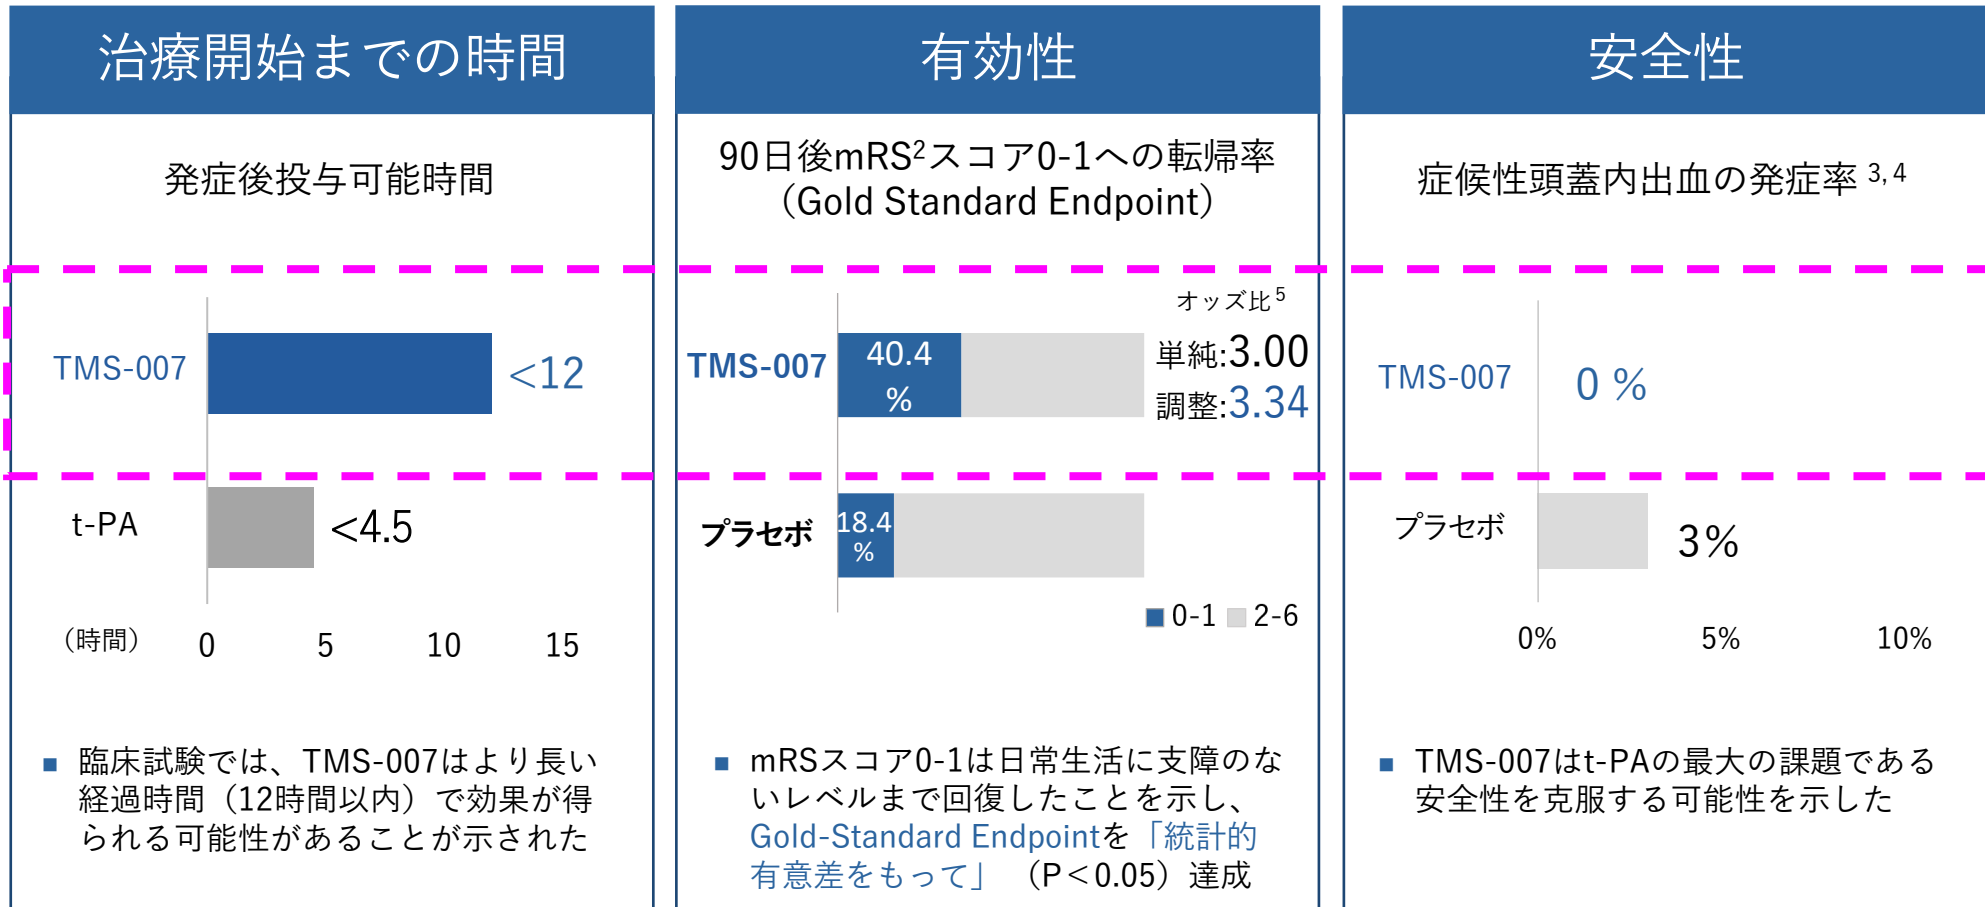 治療開始までの時間
発症後投与可能時間
TMS-007
<12
t-PA
<4.5
（時間）
0
5
10
15
■ 臨床試験では、TMS-007はより長い
経過時間（12時間以内）で効果が得
られる可能性があることが示された
有効性
90日後mRS²スコア0-1への転帰率
（Gold Standard Endpoint）
オッズ比⁵
TMS-007
40.4
%
単純:3.00
調整:3.34
プラセボ
18.4
%
0-1 2-6
■ mRSスコア0-1は日常生活に支障のな
いレベルまで回復したことを示し、
Gold-Standard Endpointを「統計的
有意差をもって」（P＜0.05）達成
安全性
症候性頭蓋内出血の発症率 ³˒⁴
TMS-007
0 %
プラセボ
3%
0%
5%
10%
■ TMS-007はt-PAの最大の課題である
安全性を克服する可能性を示した